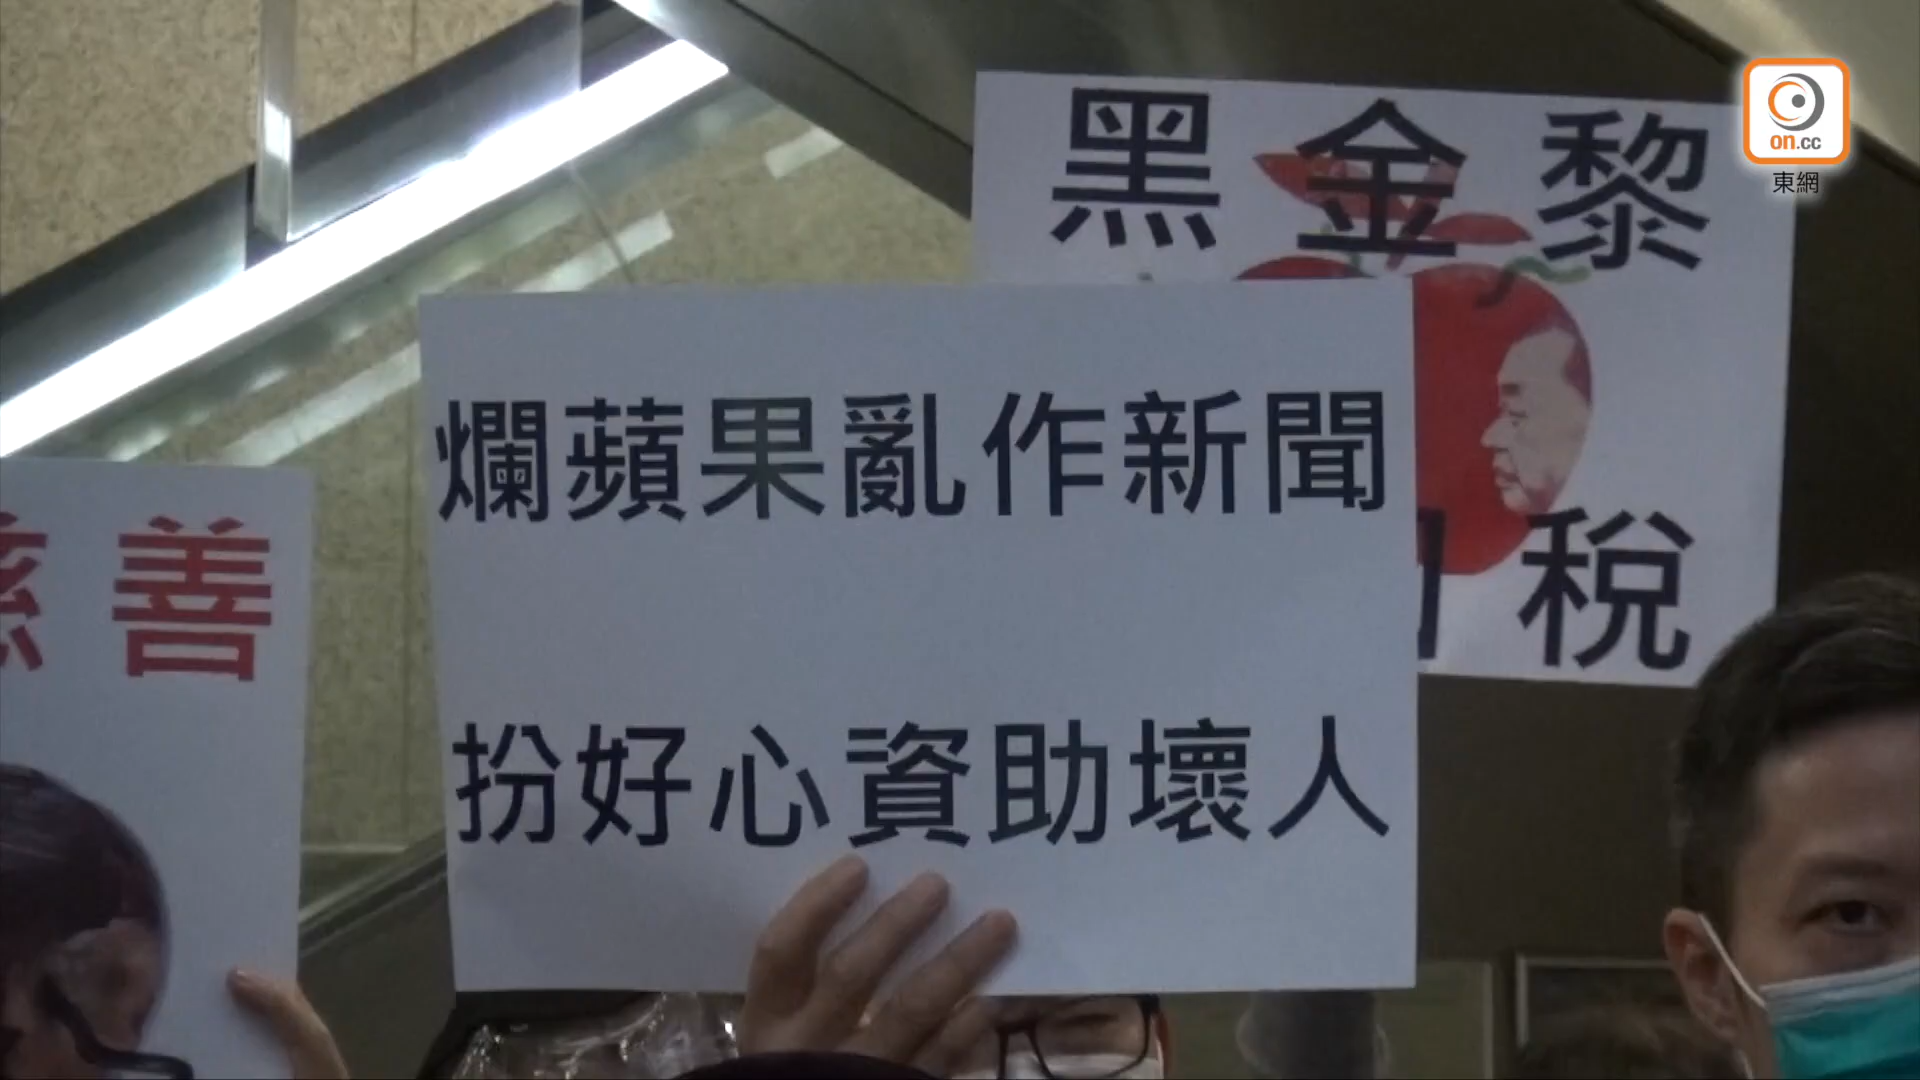 黑金黎
稅
on.cc
東網
爛蘋果亂作新聞
扮好心資助壞人
慈善